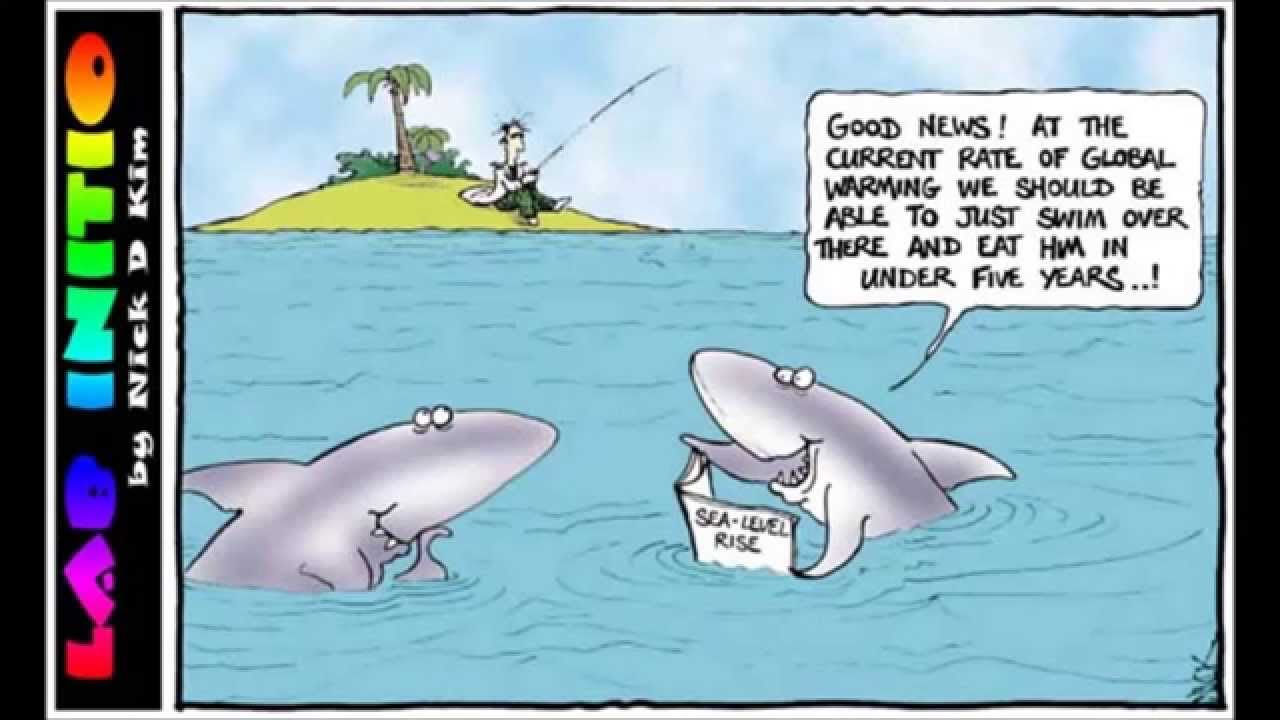 LAB INITIO
by Nick D Kim
GOOD NEWS! AT THE
CURRENT RATE OF GLOBAL
WARMING WE SHOULD BE
ABLE TO JUST SWIM OVER
THERE AND EAT HIM IN
UNDER FIVE YEARS..!
SEA-LEVEL
RISE